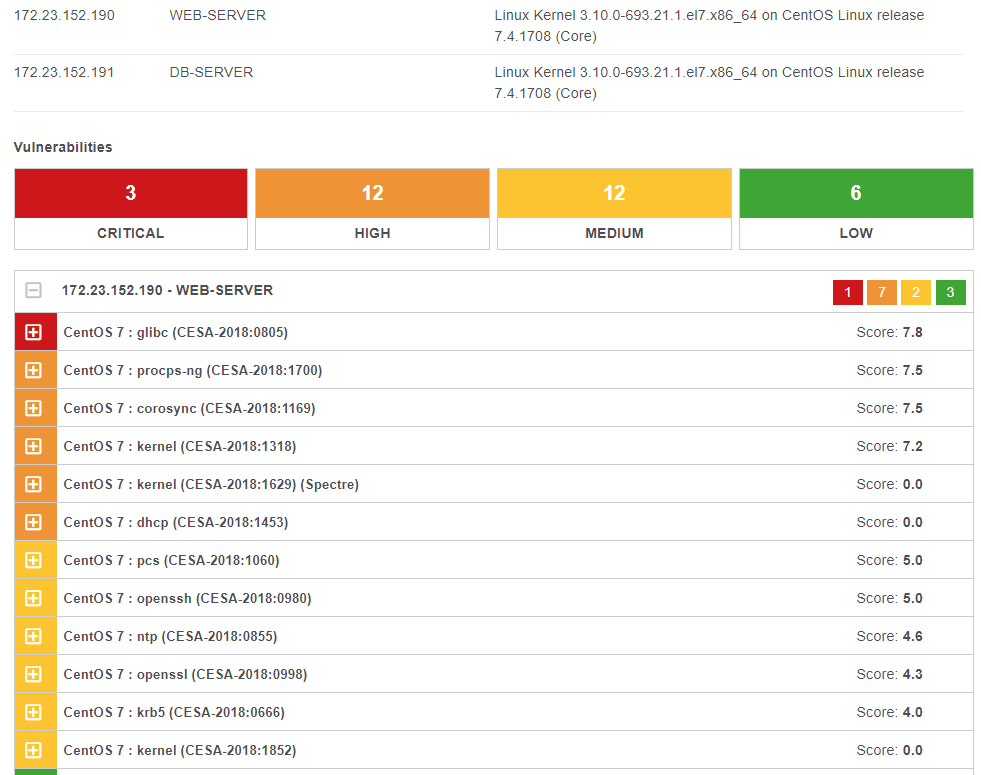 172.23.152.190 WEB-SERVER Linux Kernel 3.10.0-693.21.1.el7.x86_64 on CentOS Linux release
7.4.1708 (Core)
172.23.152.191 DB-SERVER Linux Kernel 3.10.0-693.21.1.el7.x86_64 on CentOS Linux release
7.4.1708 (Core)
Vulnerabilities
3 12 12 6
CRITICAL HIGH MEDIUM LOW
172.23.152.190 - WEB-SERVER 1 7 2 3
CentOS 7 : glibc (CESA-2018:0805) Score: 7.8
CentOS 7 : procps-ng (CESA-2018:1700) Score: 7.5
CentOS 7 : corosync (CESA-2018:1169) Score: 7.5
CentOS 7 : kernel (CESA-2018:1318) Score: 7.2
CentOS 7 : kernel (CESA-2018:1629) (Spectre) Score: 0.0
CentOS 7 : dhcp (CESA-2018:1453) Score: 0.0
CentOS 7 : pcs (CESA-2018:1060) Score: 5.0
CentOS 7 : openssh (CESA-2018:0980) Score: 5.0
CentOS 7 : ntp (CESA-2018:0855) Score: 4.6
CentOS 7 : openssl (CESA-2018:0998) Score: 4.3
CentOS 7 : krb5 (CESA-2018:0666) Score: 4.0
CentOS 7 : kernel (CESA-2018:1852) Score: 0.0